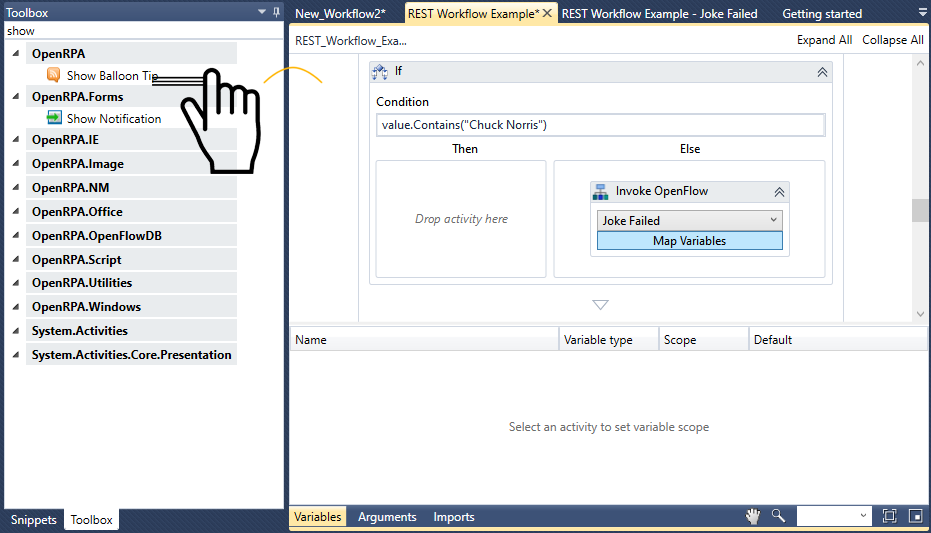 Toolbox
show
OpenRPA
Show Balloon Tip
OpenRPA.Forms
Show Notification
OpenRPA.IE
OpenRPA.Image
OpenRPA.NM
OpenRPA.Office
OpenRPA.OpenFlowDB
OpenRPA.Script
OpenRPA.Utilities
OpenRPA.Windows
System.Activities
System.Activities.Core.Presentation
Snippets Toolbox
New_Workflow2* REST Workflow Example* REST Workflow Example - Joke Failed Getting started
REST_Workflow_Exa... Expand All Collapse All
If
Condition
value.Contains("Chuck Norris")
Then Else
Drop activity here
Invoke OpenFlow
Joke Failed
Map Variables
Name Variable type Scope Default
Select an activity to set variable scope
Variables Arguments Imports